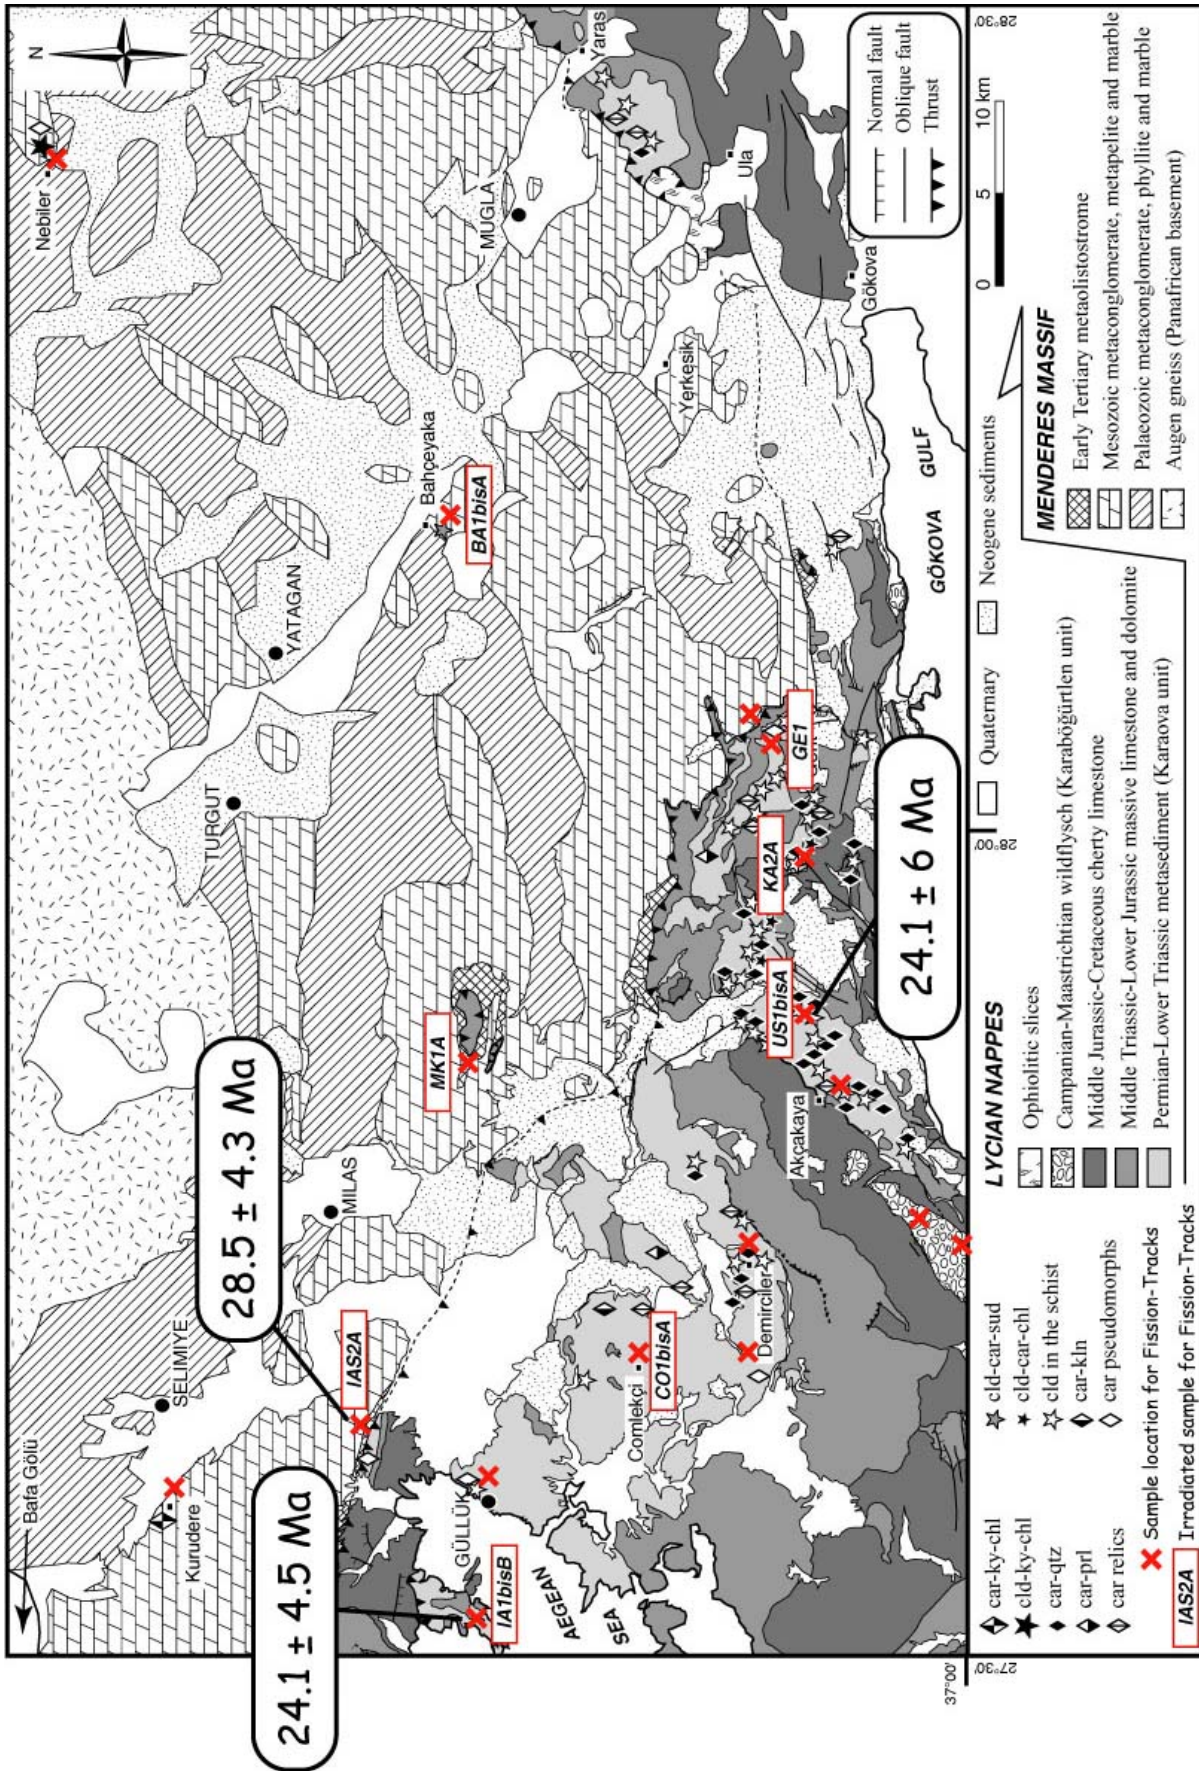 Bafa Gölü
N
Nebiler
SELIMIYE
Kurudere
TURGUT
YATAGAN
Bahçeyaka
BA1bisA
MUGLA
Yaras
Ula
Yerkesik
Gökova
MILAS
MK1A
IAS2A
28.5 ± 4.3 Ma
24.1 ± 4.5 Ma
GÜLLÜK
IA1bisB
AEGEAN
SEA
Comlekçi
CO1bisA
Demirciler
Akçakaya
US1bisA
KA2A
GE1
24.1 ± 6 Ma
GÖKOVA GULF
Normal fault
Oblique fault
Thrust
0 5 10 km
37°00'
27°30'
28°00'
28°30'
car-ky-chl
cld-ky-chl
car-qtz
car-prl
car relics
cld-car-sud
cld-car-chl
cld in the schist
car-kln
car pseudomorphs
Sample location for Fission-Tracks
IAS2A Irradiated sample for Fission-Tracks
LYCIAN NAPPES
Ophiolitic slices
Campanian-Maastrichtian wildflysch (Karaböğürtlen unit)
Middle Jurassic-Cretaceous cherty limestone
Middle Triassic-Lower Jurassic massive limestone and dolomite
Permian-Lower Triassic metasediment (Karaova unit)
Quaternary
Neogene sediments
MENDERES MASSIF
Early Tertiary metaolistostrome
Mesozoic metaconglomerate, metapelite and marble
Palaeozoic metaconglomerate, phyllite and marble
Augen gneiss (Panafrican basement)